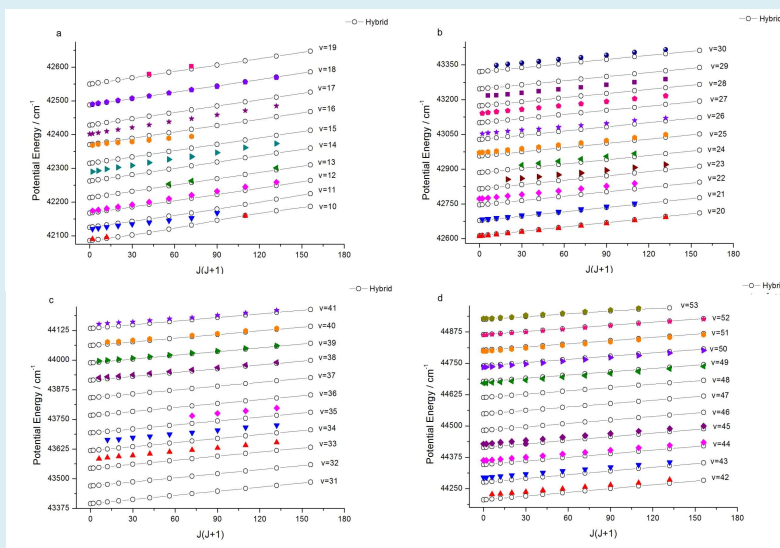 a
Hybrid
Potential Energy / cm⁻¹
42600
42500
42400
42300
42200
42100
0 30 60 90 120 150 180
J(J+1)
v=19
v=18
v=17
v=16
v=15
v=14
v=13
v=12
v=11
v=10
b
Hybrid
Potential Energy / cm⁻¹
43350
43200
43050
42900
42750
42600
0 30 60 90 120 150 180
J(J+1)
v=30
v=29
v=28
v=27
v=26
v=25
v=24
v=23
v=22
v=21
v=20
c
Hybrid
Potential Energy / cm⁻¹
44125
44000
43875
43750
43625
43500
43375
0 30 60 90 120 150 180
J(J+1)
v=41
v=40
v=39
v=38
v=37
v=36
v=35
v=34
v=33
v=32
v=31
d
Hybrid
Potential Energy / cm⁻¹
44875
44750
44625
44500
44375
44250
0 30 60 90 120 150 180
J(J+1)
v=53
v=52
v=51
v=50
v=49
v=48
v=47
v=46
v=45
v=44
v=43
v=42